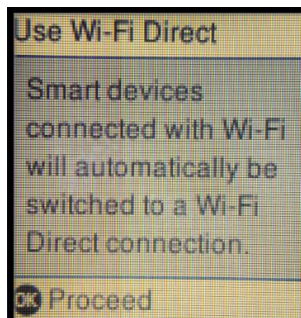 Use Wi-Fi Direct
Smart devices
connected with Wi-Fi
will automatically be
switched to a Wi-Fi
Direct connection.
OK Proceed